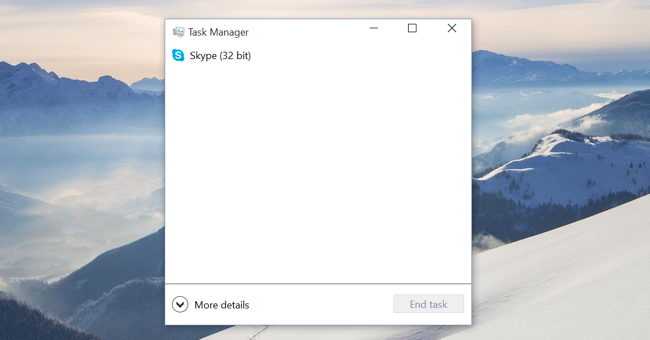 Task Manager
Skype (32 bit)
More details
End task